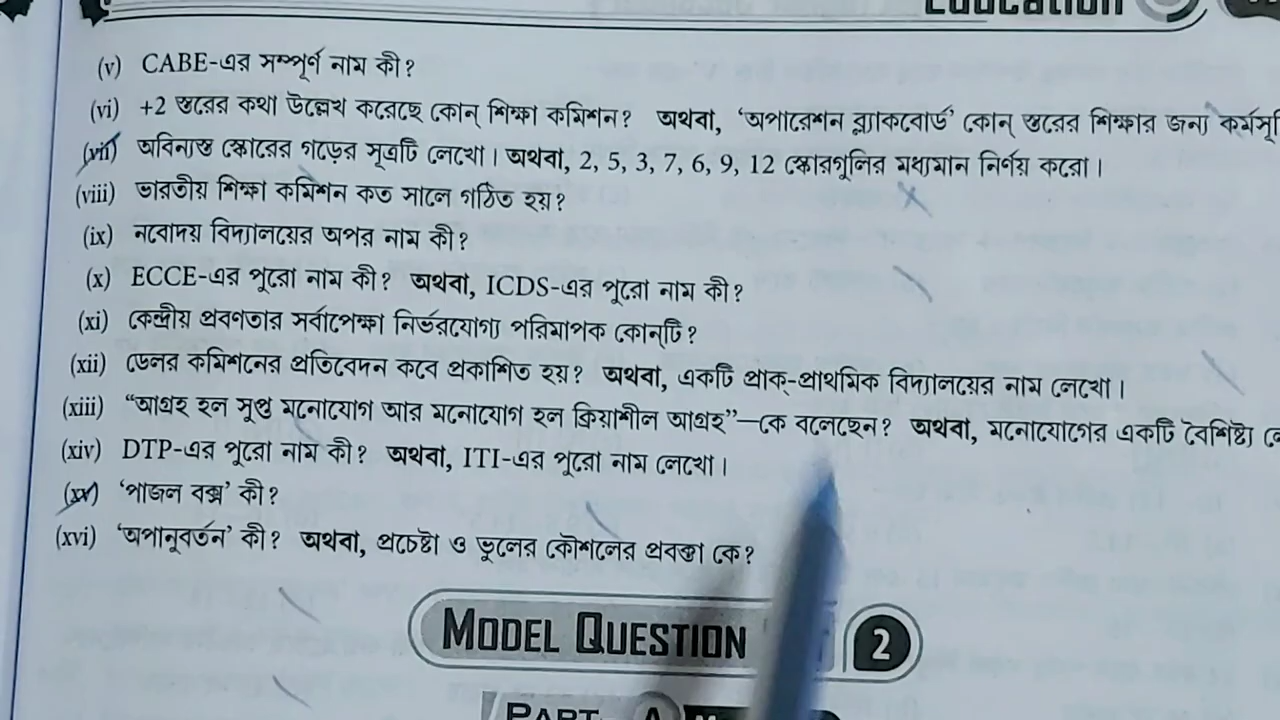 Education
(v) CABE-এর সম্পূর্ণ নাম কী?
(vi) +2 স্তরের কথা উল্লেখ করেছে কোন্ শিক্ষা কমিশন? অথবা, ‘অপারেশন ব্ল্যাকবোর্ড’ কোন্ স্তরের শিক্ষার জন্য
(vii) অবিন্যস্ত স্কোরের গড়ের সূত্রটি লেখো। অথবা, 2, 5, 3, 7, 6, 9, 12 স্কোরগুলির মধ্যমান নির্ণয় করো।
(viii) ভারতীয় শিক্ষা কমিশন কত সালে গঠিত হয়?
(ix) নবোদয় বিদ্যালয়ের অপর নাম কী?
(x) ECCE-এর পুরো নাম কী? অথবা, ICDS-এর পুরো নাম কী?
(xi) কেন্দ্রীয় প্রবণতার সর্বাপেক্ষা নির্ভরযোগ্য পরিমাপক কোন্‌টি?
(xii) ডেলর কমিশনের প্রতিবেদন কবে প্রকাশিত হয়? অথবা, একটি প্রাক্-প্রাথমিক বিদ্যালয়ের নাম লেখো।
(xiii) “আগ্রহ হল সুপ্ত মনোযোগ আর মনোযোগ হল ক্রিয়াশীল আগ্রহ”—কে বলেছেন? অথবা, মনোযোগের একটি বৈশিষ্ট্য
(xiv) DTP-এর পুরো নাম কী? অথবা, ITI-এর পুরো নাম লেখো।
(xv) ‘পাজল বক্স’ কী?
(xvi) ‘অপানুবর্তন’ কী? অথবা, প্রচেষ্টা ও ভুলের কৌশলের প্রবক্তা কে?
MODEL QUESTION 2
PART A